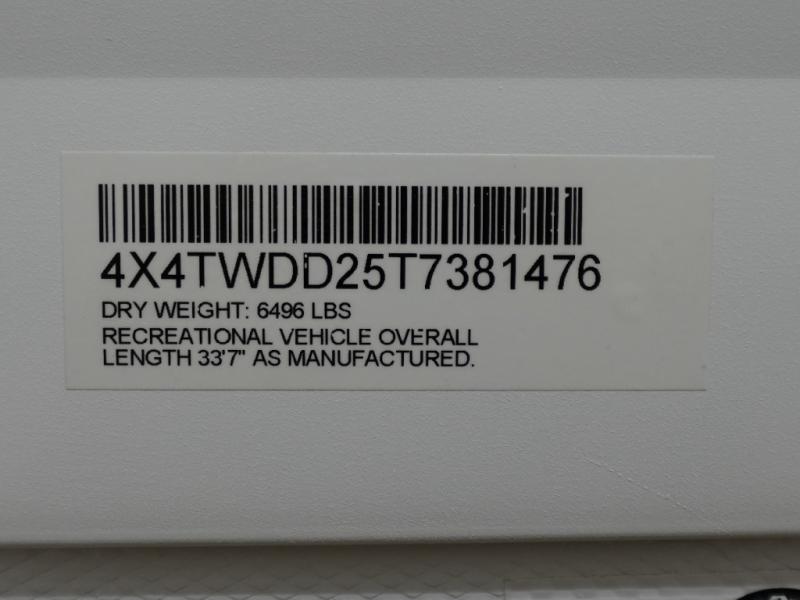 4X4TWDD25T7381476
DRY WEIGHT: 6496 LBS
RECREATIONAL VEHICLE OVERALL
LENGTH 33'7" AS MANUFACTURED.